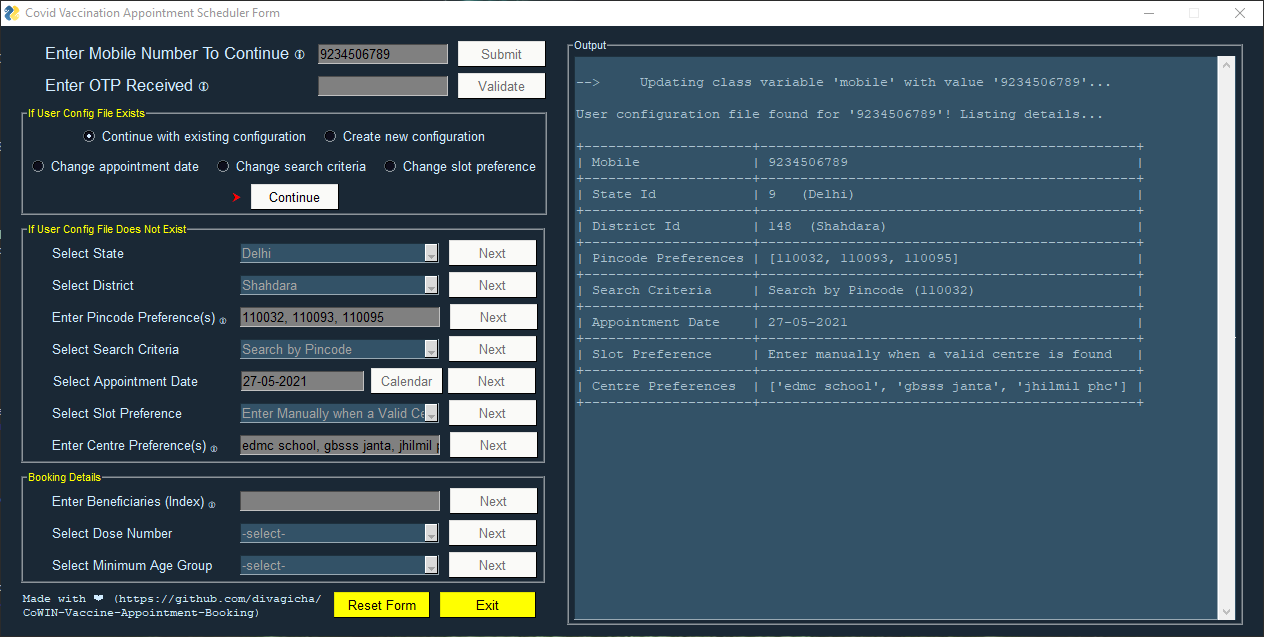 Covid Vaccination Appointment Scheduler Form
Enter Mobile Number To Continue
9234506789
Submit
Enter OTP Received
Validate
If User Config File Exists
Continue with existing configuration
Create new configuration
Change appointment date
Change search criteria
Change slot preference
Continue
If User Config File Does Not Exist
Select State
Delhi
Next
Select District
Shahdara
Next
Enter Pincode Preference(s)
110032, 110093, 110095
Next
Select Search Criteria
Search by Pincode
Next
Select Appointment Date
27-05-2021
Calendar
Next
Select Slot Preference
Enter Manually when a Valid Ce
Next
Enter Centre Preference(s)
edmc school, gbsss janta, jhilmil p
Next
Booking Details
Enter Beneficiaries (Index)
Next
Select Dose Number
-select-
Next
Select Minimum Age Group
-select-
Next
Made with ❤ (https://github.com/divagicha/
CoWIN-Vaccine-Appointment-Booking)
Reset Form
Exit
Output
--> Updating class variable 'mobile' with value '9234506789'...
User configuration file found for '9234506789'! Listing details...
+---------------------+-----------------------------------------------+
| Mobile | 9234506789 |
+---------------------+-----------------------------------------------+
| State Id | 9 (Delhi) |
+---------------------+-----------------------------------------------+
| District Id | 148 (Shahdara) |
+---------------------+-----------------------------------------------+
| Pincode Preferences | [110032, 110093, 110095] |
+---------------------+-----------------------------------------------+
| Search Criteria | Search by Pincode (110032) |
+---------------------+-----------------------------------------------+
| Appointment Date | 27-05-2021 |
+---------------------+-----------------------------------------------+
| Slot Preference | Enter manually when a valid centre is found |
+---------------------+-----------------------------------------------+
| Centre Preferences | ['edmc school', 'gbsss janta', 'jhilmil phc'] |
+---------------------+-----------------------------------------------+